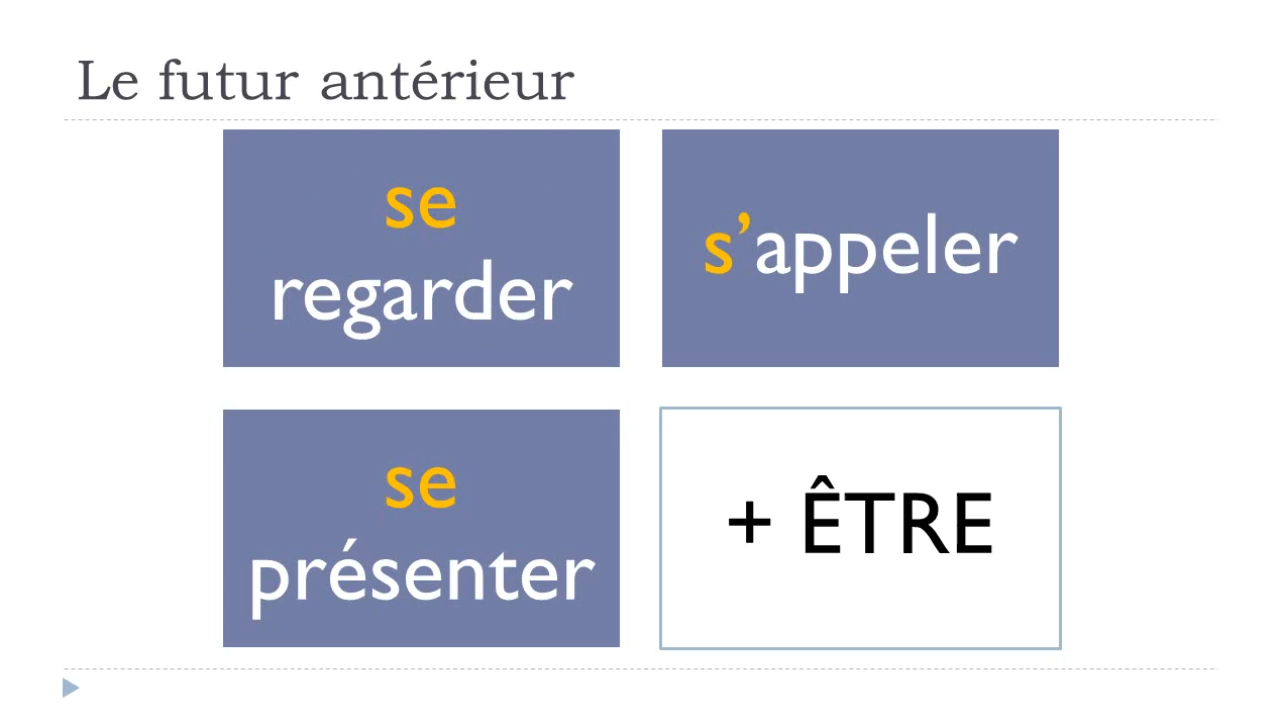 Le futur antérieur
se
regarder
s’appeler
se
présenter
+ ÊTRE